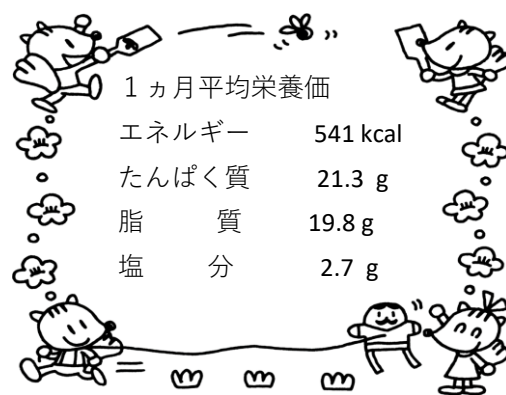 １ヵ月平均栄養価
エネルギー 541 kcal
たんぱく質 21.3 g
脂 質 19.8 g
塩 分 2.7 g